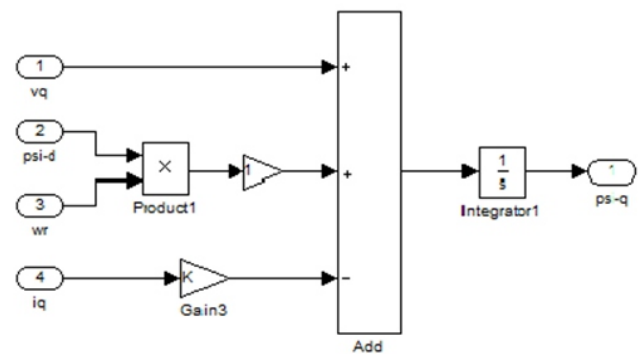 1
vq
+
2
psi-d
×
Product1
1
+
3
wr
4
iq
K
Gain3
−
Add
1
s
Integrator1
1
ps-q